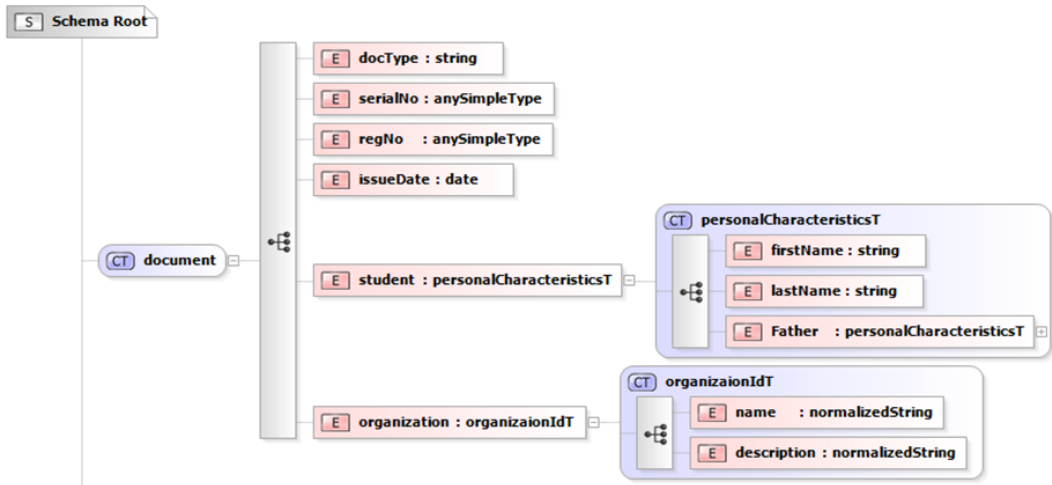 S Schema Root
E docType : string
E serialNo : anySimpleType
E regNo : anySimpleType
E issueDate : date
CT document
E student : personalCharacteristicsT
CT personalCharacteristicsT
E firstName : string
E lastName : string
E Father : personalCharacteristicsT
E organization : organizaionIdT
CT organizaionIdT
E name : normalizedString
E description : normalizedString